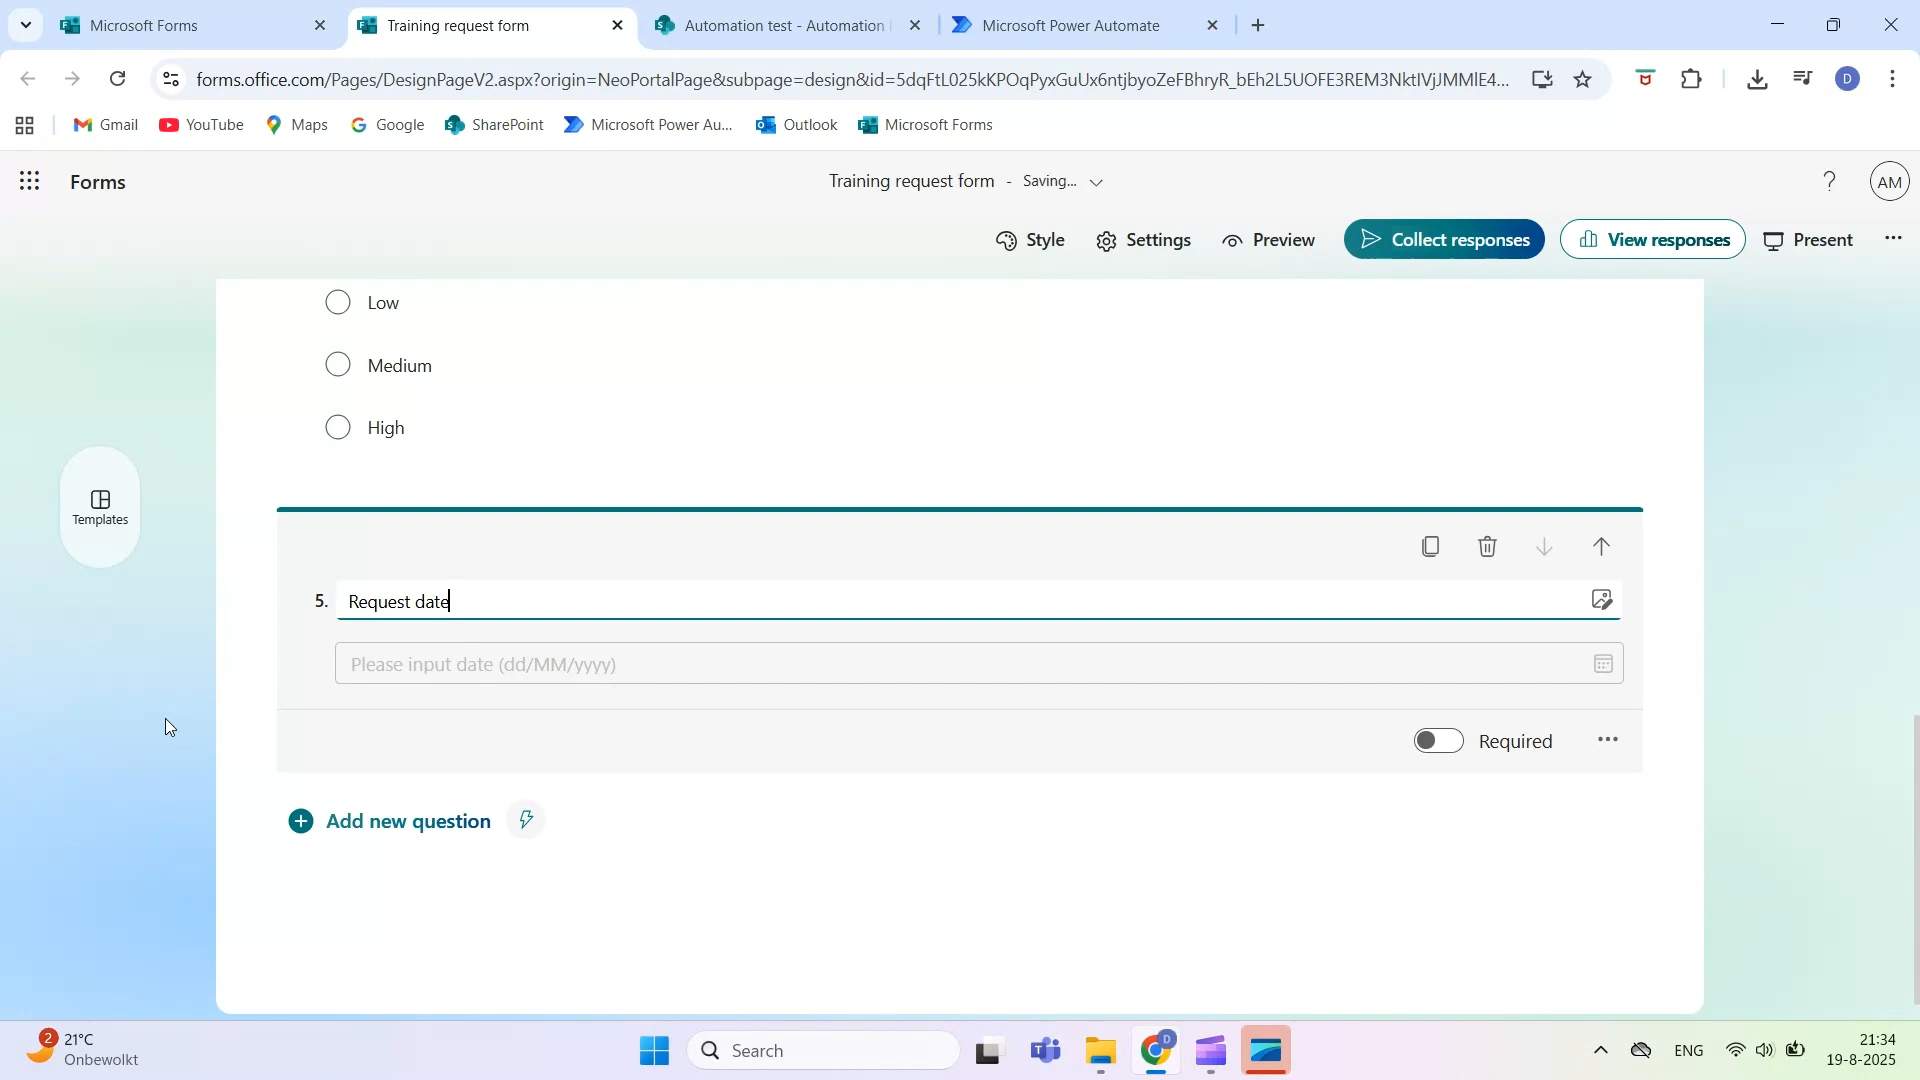 Microsoft Forms
Training request form
Automation test - Automation
Microsoft Power Automate
forms.office.com/Pages/DesignPageV2.aspx?origin=NeoPortalPage&subpage=design&id=5dqFtL025kKPOqPyxGuUx6ntjbyoZeFBhryR_bEh2L5UOFE3REM3NktlVjJMMlE4...
D
Gmail
YouTube
Maps
Google
SharePoint
Microsoft Power Au...
Outlook
Microsoft Forms
Forms
Training request form - Saving...
?
AM
Style
Settings
Preview
Collect responses
View responses
Present
Low
Medium
High
Templates
5. Request date
Please input date (dd/MM/yyyy)
Required
Add new question
2
21°C
Onbewolkt
Search
D
ENG
21:34
19-8-2025